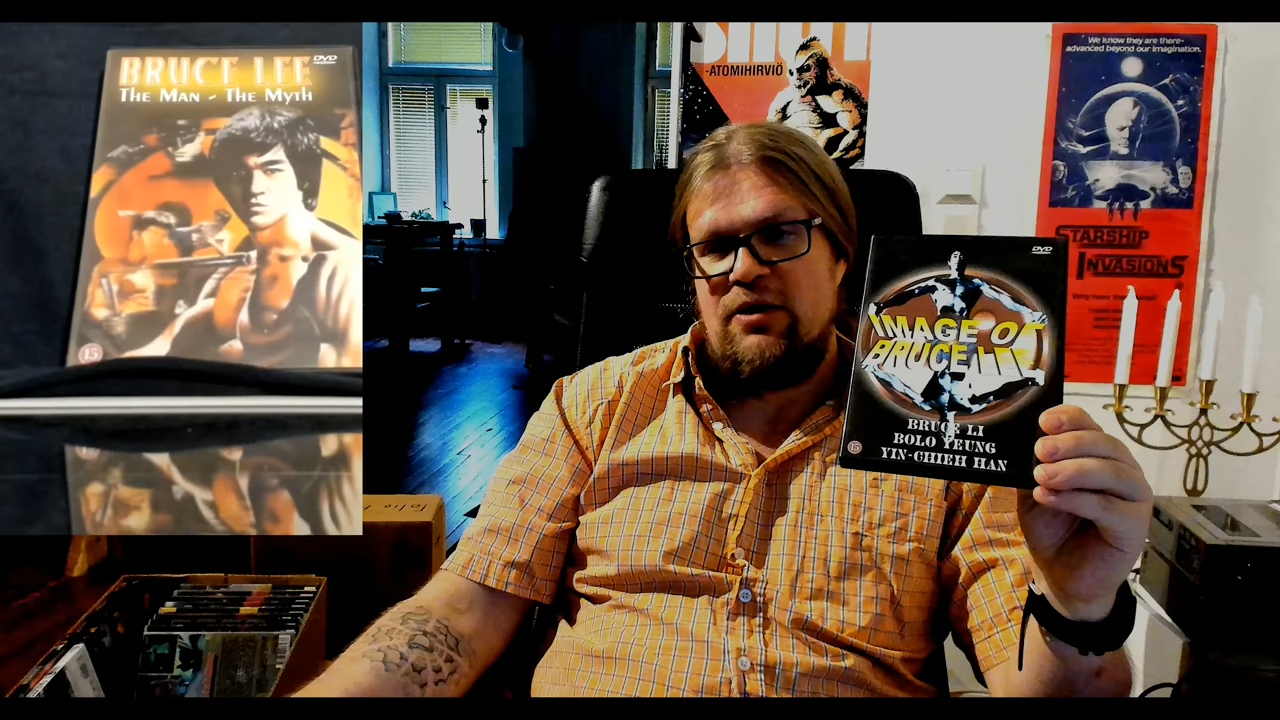 BRUCE LEE
DVD
THE MAN - THE MYTH
15
-ATOMIHIRVIÖ
We know they are there-
advanced beyond our imagination.
STARSHIP
INVASIONS
DVD
IMAGE OF
BRUCE LEE
BRUCE LI
BOLO YEUNG
YIN-CHIEH HAN
15